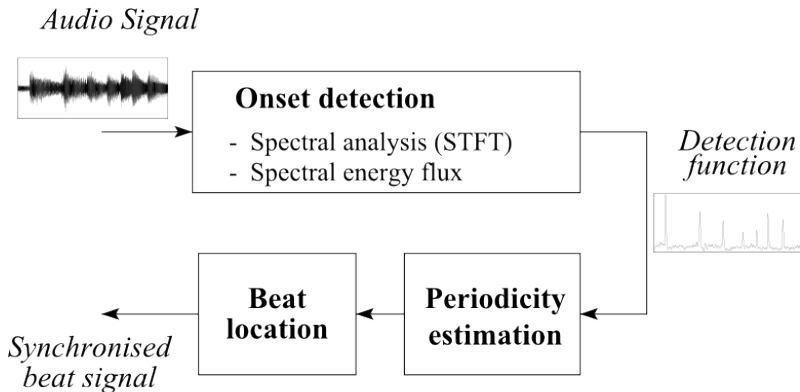 Audio Signal
Onset detection
- Spectral analysis (STFT)
- Spectral energy flux
Detection
function
Periodicity
estimation
Beat
location
Synchronised
beat signal